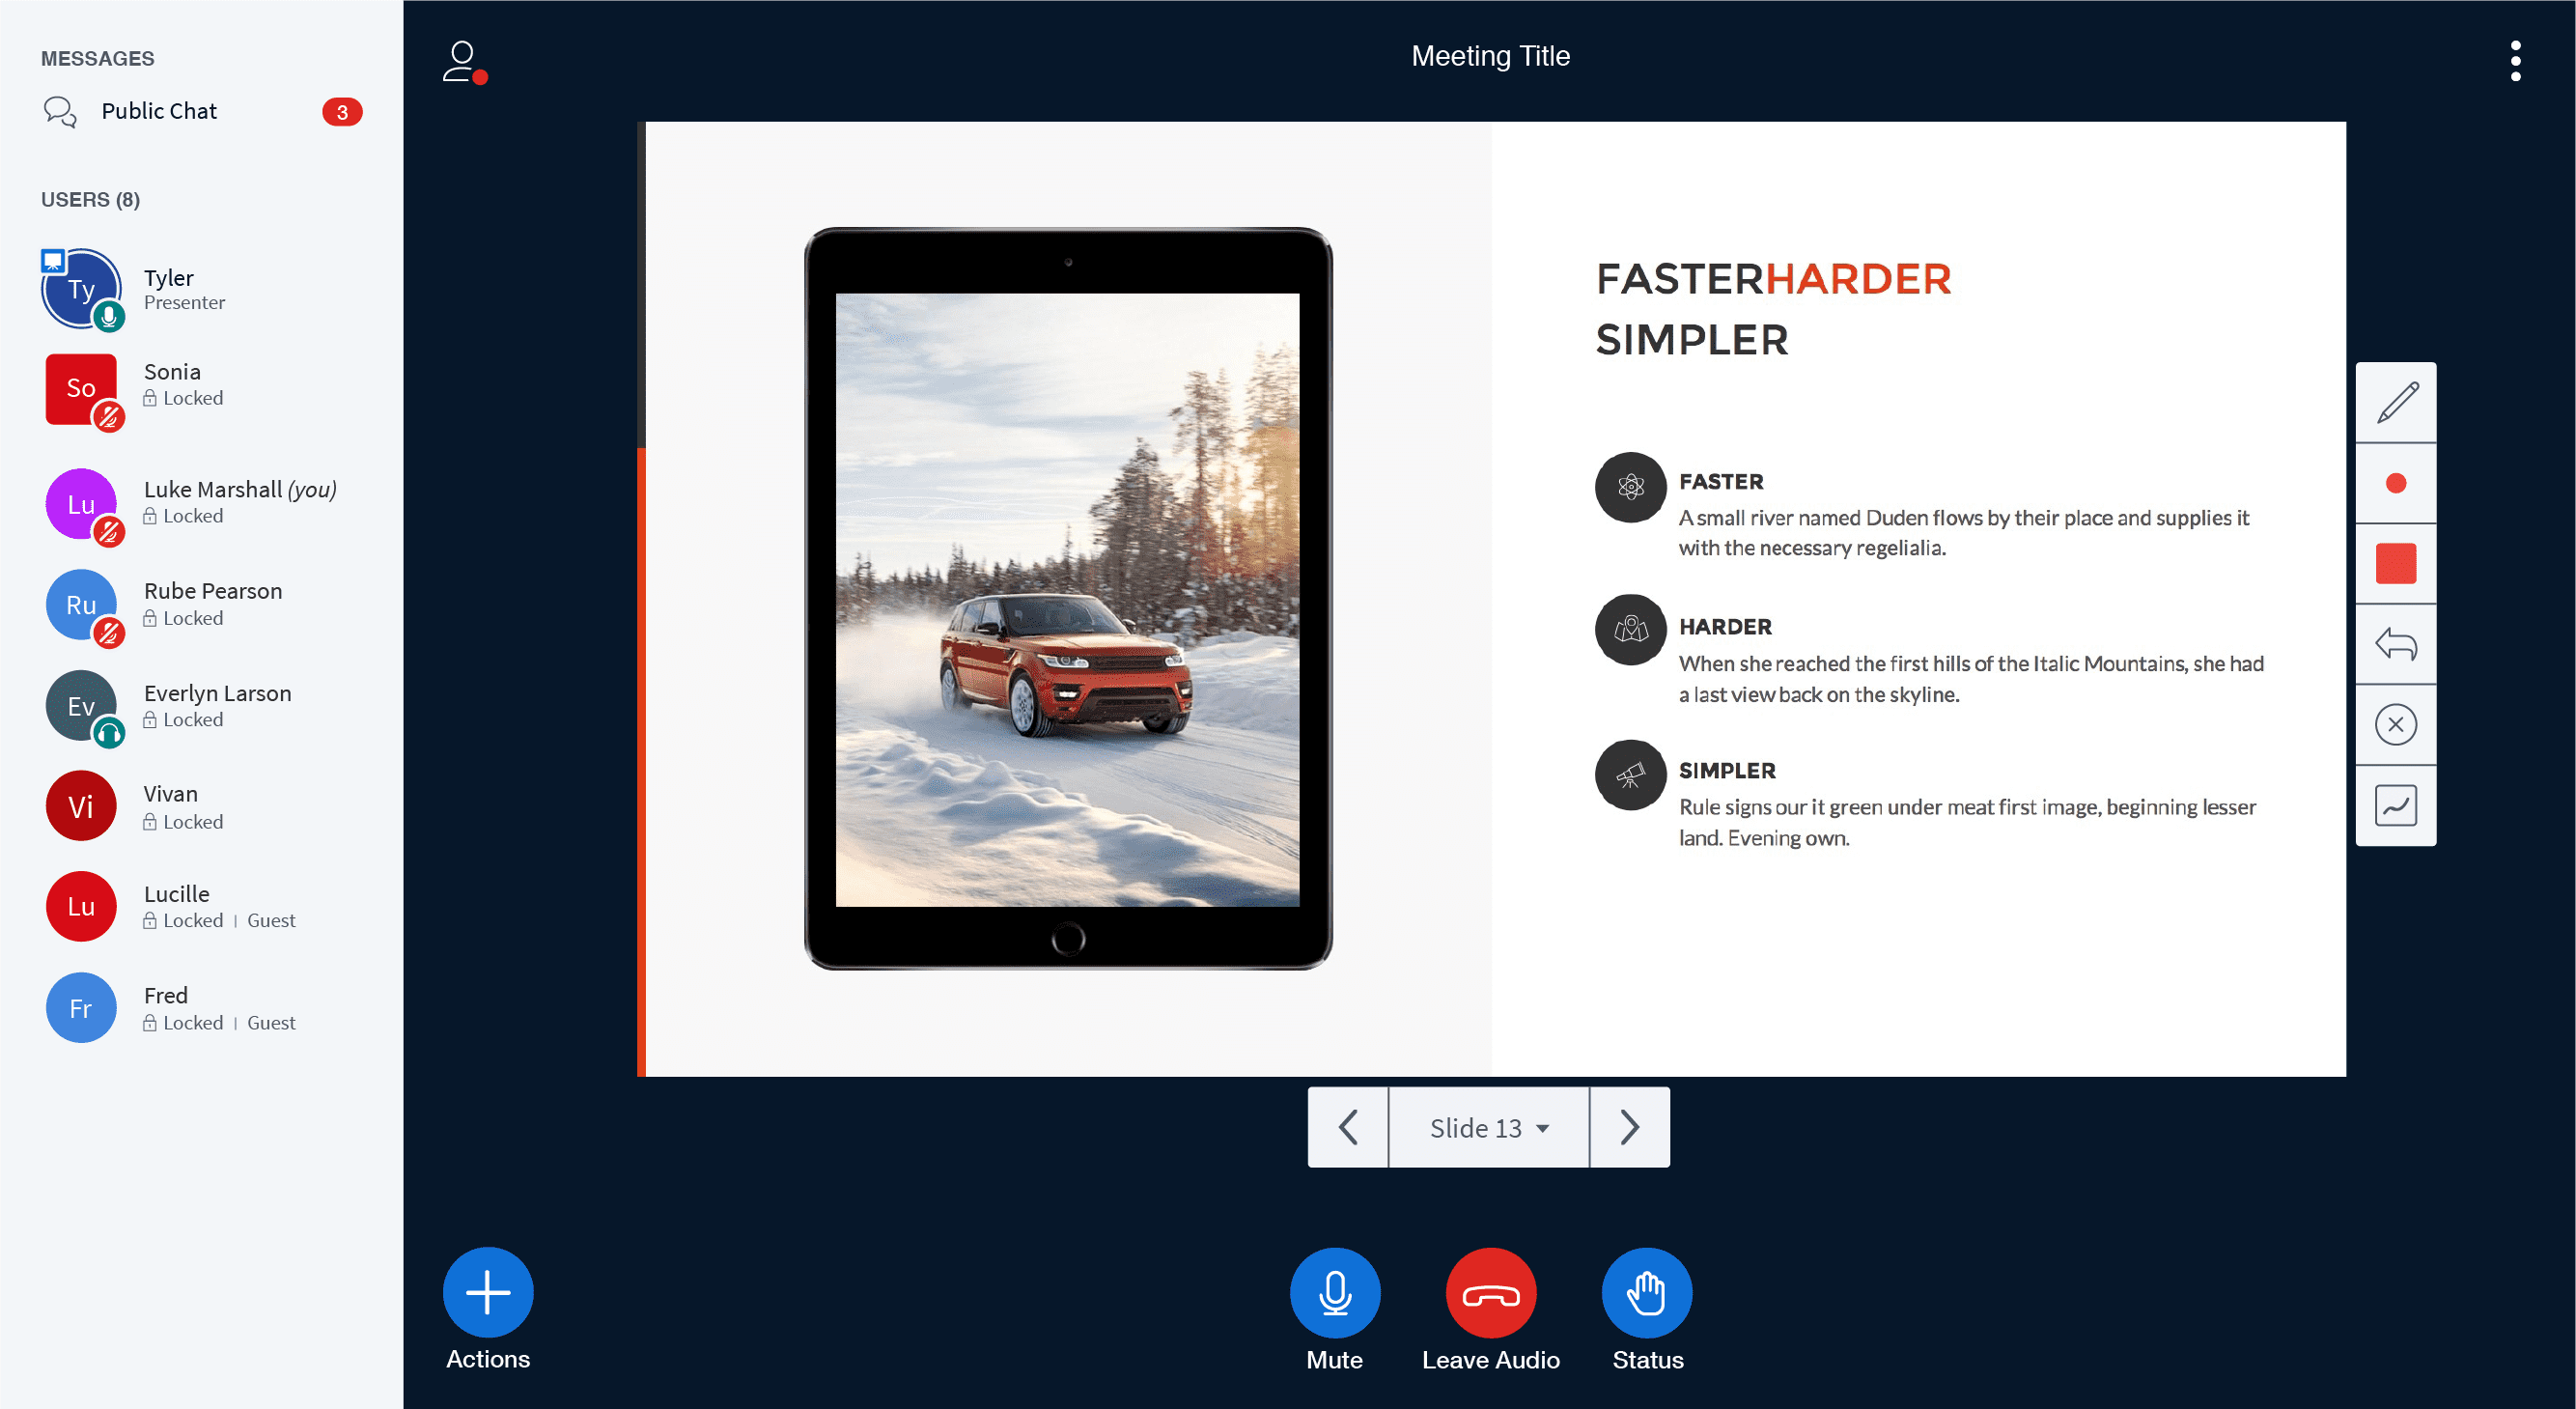 MESSAGES
Public Chat
3
USERS (8)
Ty
Tyler
Presenter
So
Sonia
Locked
Lu
Luke Marshall (you)
Locked
Ru
Rube Pearson
Locked
Ev
Everlyn Larson
Locked
Vi
Vivan
Locked
Lu
Lucille
Locked | Guest
Fr
Fred
Locked | Guest
Meeting Title
FASTERHARDER
SIMPLER
FASTER
A small river named Duden flows by their place and supplies it
with the necessary regelialia.
HARDER
When she reached the first hills of the Italic Mountains, she had
a last view back on the skyline.
SIMPLER
Rule signs our it green under meat first image, beginning lesser
land. Evening own.
Slide 13
Actions
Mute
Leave Audio
Status